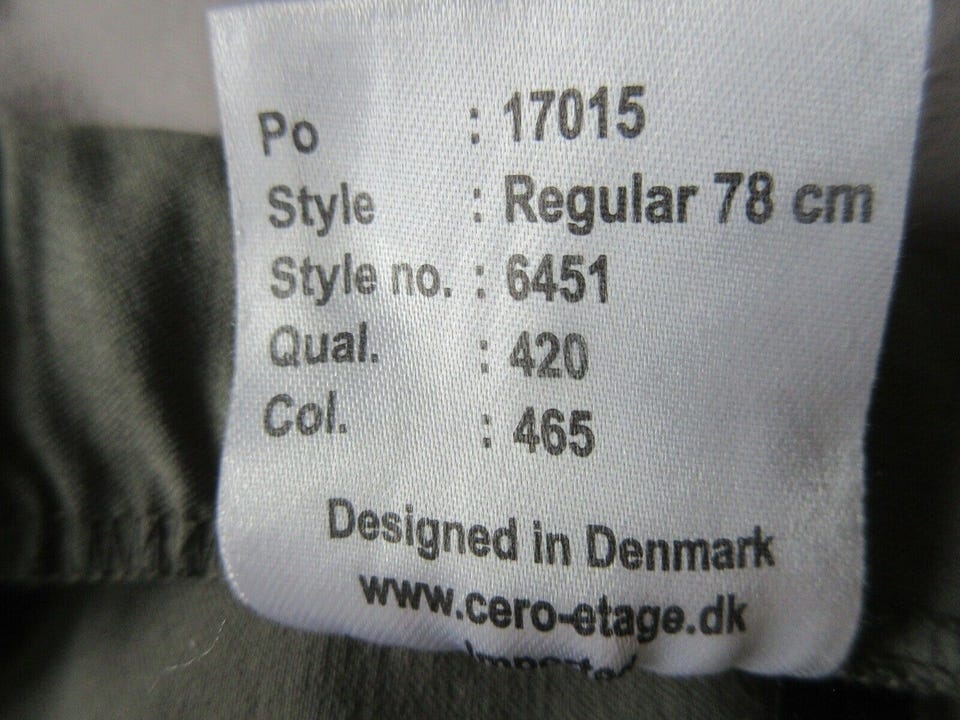 Po : 17015
Style : Regular 78 cm
Style no. : 6451
Qual. : 420
Col. : 465
Designed in Denmark
www.cero-etage.dk